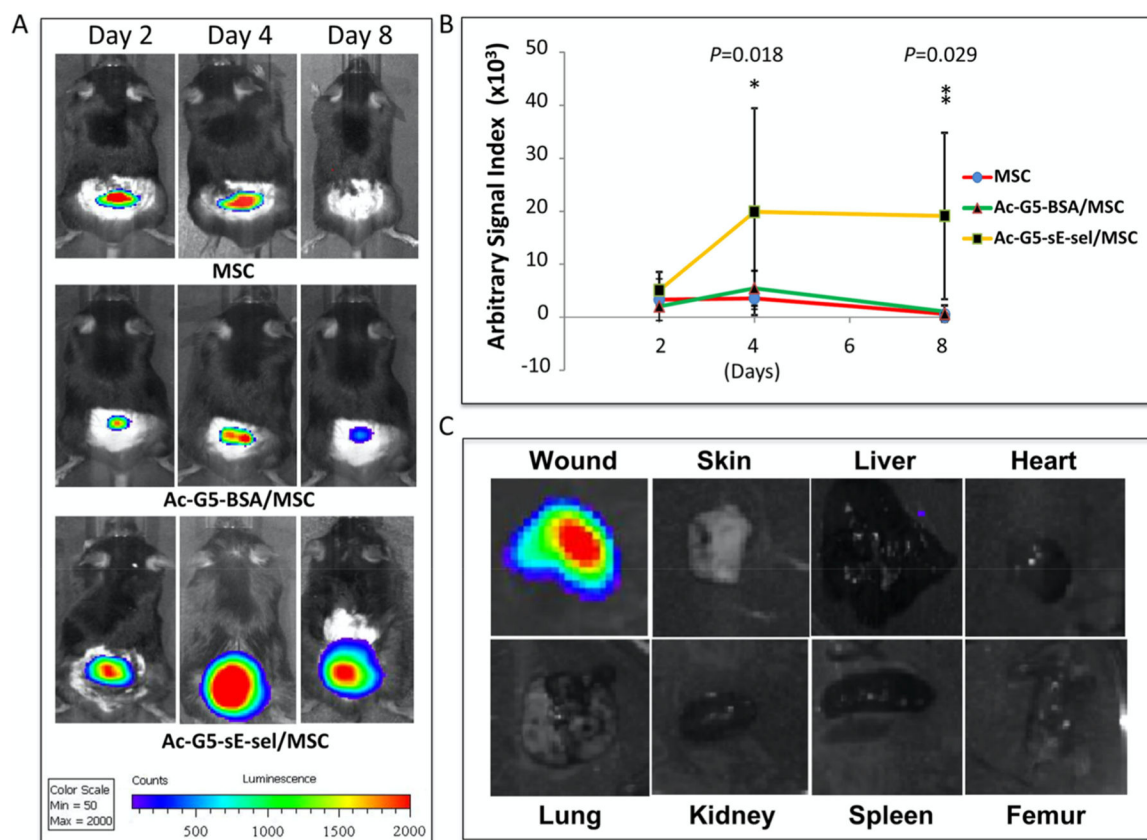 A
Day 2 Day 4 Day 8
MSC
Ac-G5-BSA/MSC
Ac-G5-sE-sel/MSC
Color Scale
Min = 50
Max = 2000
Counts Luminescence
500 1000 1500 2000
B
Arbitrary Signal Index (x10³)
50
40
30
20
10
0
-10
P=0.018 P=0.029
*
*
*
2 4 6 8
(Days)
MSC
Ac-G5-BSA/MSC
Ac-G5-sE-sel/MSC
C
Wound Skin Liver Heart
Lung Kidney Spleen Femur